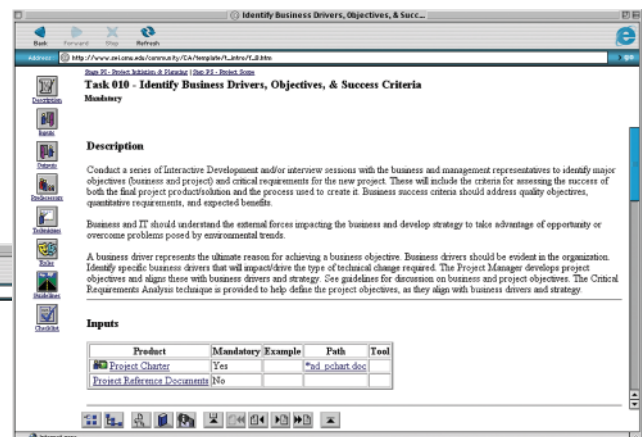 Identify Business Drivers, Objectives, & Succ...
Back Forward Stop Refresh
Address http://www.sei.cmu.edu/community/CA/template/t_intro/t_B.htm go
Stage PI - Project Initiation & Planning | Step PS - Project Scope
Task 010 - Identify Business Drivers, Objectives, & Success Criteria
Mandatory
Description
Inputs
Outputs
Predecessors
Techniques
Roles
Guidelines
Checklist
Description
Conduct a series of Interactive Development and/or interview sessions with the business and management representatives to identify major
objectives (business and project) and critical requirements for the new project. These will include the criteria for assessing the success of
both the final project product/solution and the process used to create it. Business success criteria should address quality objectives,
quantitative requirements, and expected benefits.
Business and IT should understand the external forces impacting the business and develop strategy to take advantage of opportunity or
overcome problems posed by environmental trends.
A business driver represents the ultimate reason for achieving a business objective. Business drivers should be evident in the organization.
Identify specific business drivers that will impact/drive the type of technical change required. The Project Manager develops project
objectives and aligns these with business drivers and strategy. See guidelines for discussion on business and project objectives. The Critical
Requirements Analysis technique is provided to help define the project objectives, as they align with business drivers and strategy.
Inputs
Product Mandatory Example Path Tool
Project Charter Yes *ad_pchart.doc
Project Reference Documents No